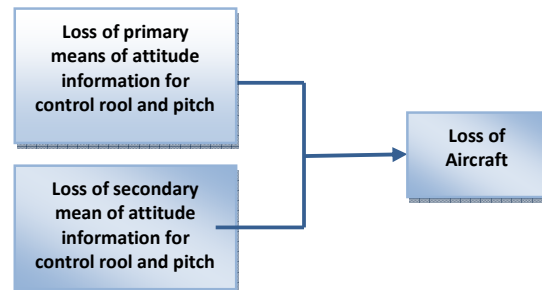 Loss of primary
means of attitude
information for
control rool and pitch
Loss of
Aircraft
Loss of secondary
mean of attitude
information for
control rool and pitch